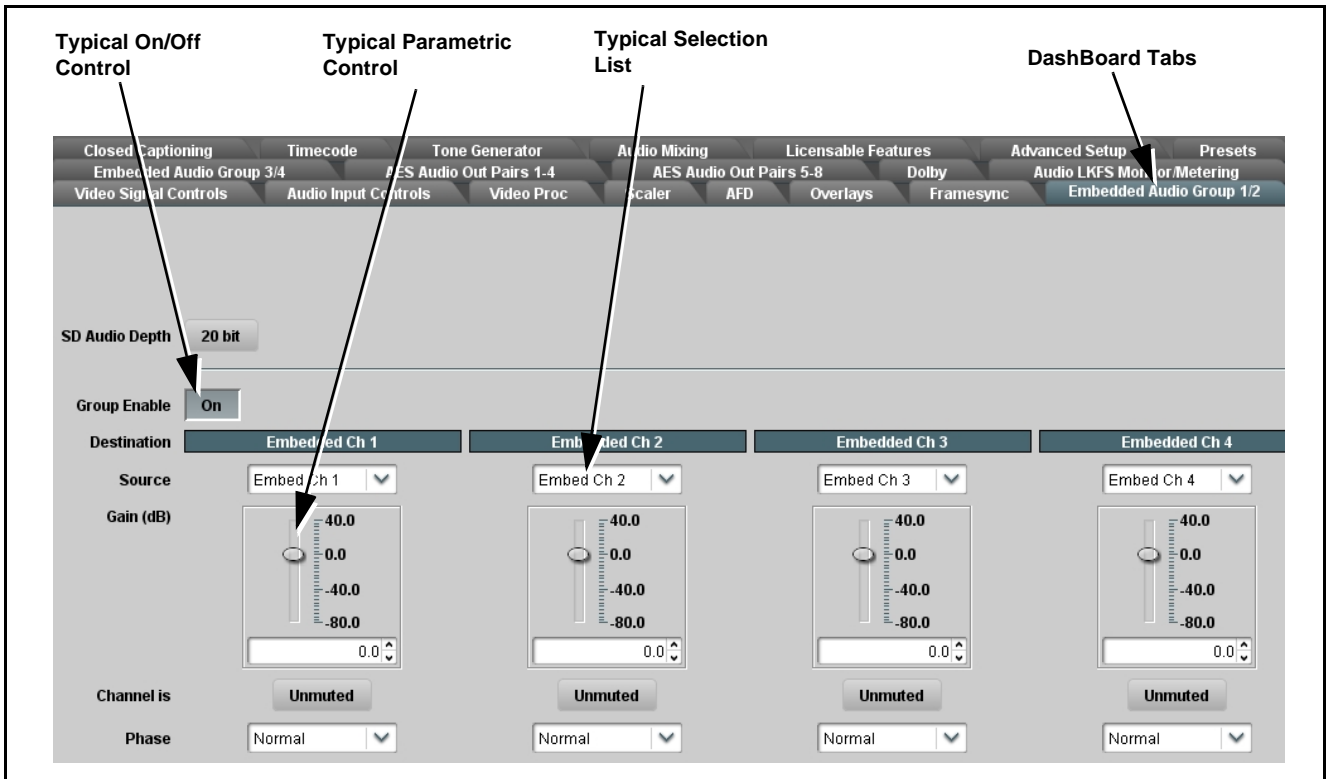 Typical On/Off
Control
Typical Parametric
Control
Typical Selection
List
DashBoard Tabs
Closed Captioning Timecode Tone Generator Audio Mixing Licensable Features Advanced Setup Presets
Embedded Audio Group 3/4 AES Audio Out Pairs 1-4 AES Audio Out Pairs 5-8 Dolby Audio LKFS Monitor/Metering
Video Signal Controls Audio Input Controls Video Proc Scaler AFD Overlays Framesync Embedded Audio Group 1/2
SD Audio Depth 20 bit
Group Enable On
Destination Embedded Ch 1 Embedded Ch 2 Embedded Ch 3 Embedded Ch 4
Source Embed Ch 1 Embed Ch 2 Embed Ch 3 Embed Ch 4
Gain (dB) 40.0 40.0 40.0 40.0
0.0 0.0 0.0 0.0
-40.0 -40.0 -40.0 -40.0
-80.0 -80.0 -80.0 -80.0
0.0 0.0 0.0 0.0
Channel is Unmuted Unmuted Unmuted Unmuted
Phase Normal Normal Normal Normal